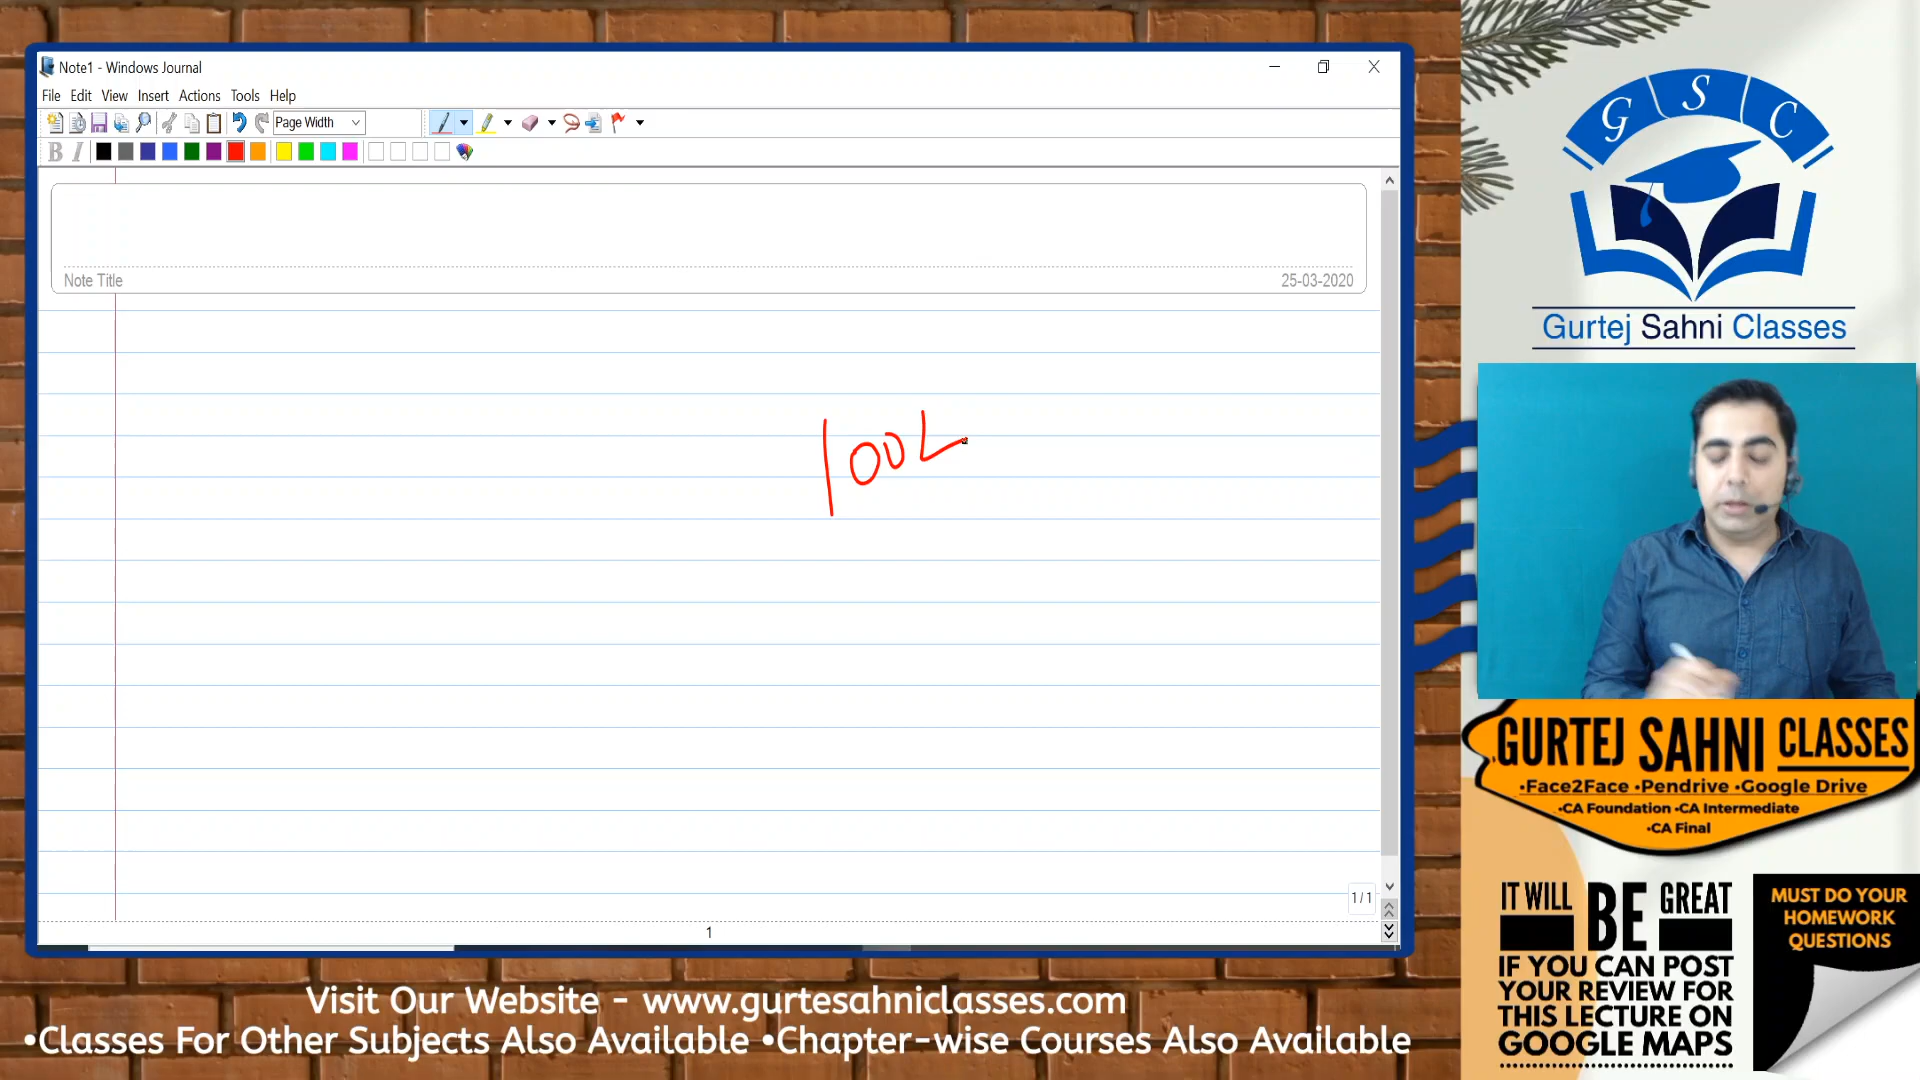 Note1 - Windows Journal
File Edit View Insert Actions Tools Help
Page Width
B I
Note Title
25-03-2020
100L
1 / 1
1
G S C
Gurtej Sahni Classes
GURTEJ SAHNI CLASSES
•Face2Face •Pendrive •Google Drive
•CA Foundation •CA Intermediate
•CA Final
IT WILL BE GREAT
IF YOU CAN POST
YOUR REVIEW FOR
THIS LECTURE ON
GOOGLE MAPS
MUST DO YOUR
HOMEWORK
QUESTIONS
Visit Our Website - www.gurtesahniclasses.com
•Classes For Other Subjects Also Available •Chapter-wise Courses Also Available